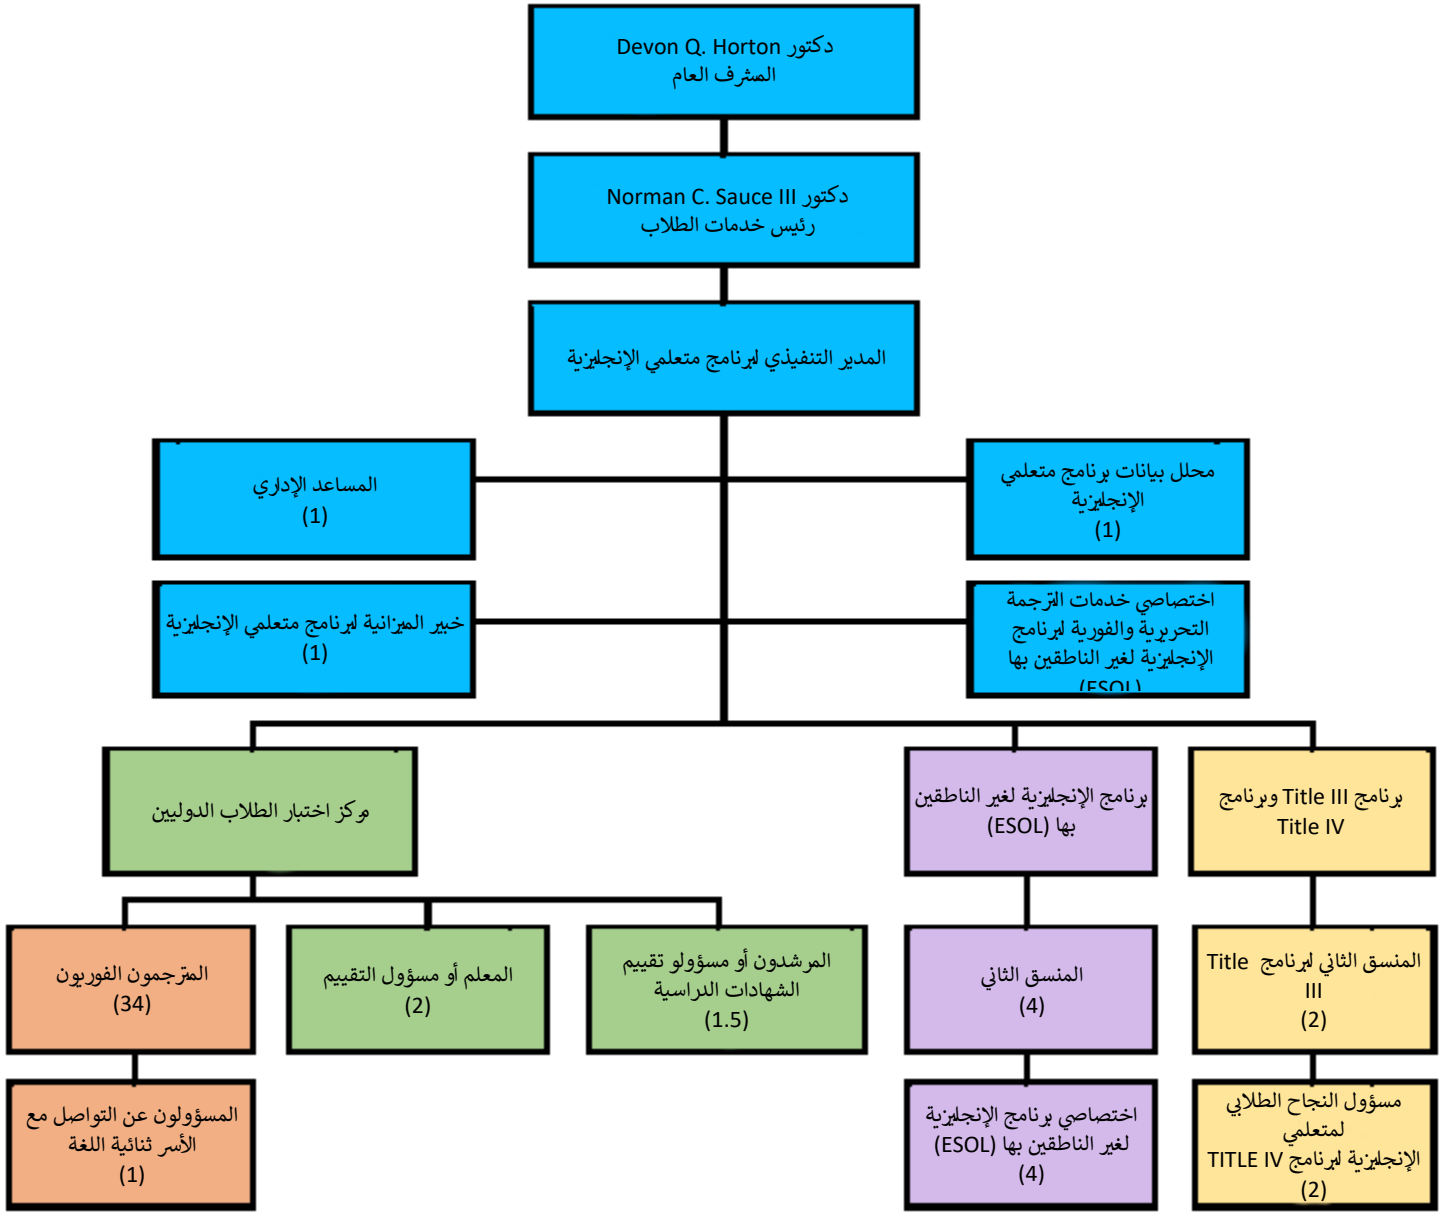 دكتور Devon Q. Horton
المشرف العام
دكتور Norman C. Sauce III
رئيس خدمات الطلاب
المدير التنفيذي لبرنامج متعلمي الإنجليزية
محلل بيانات برنامج متعلمي
الإنجليزية
(1)
المساعد الإداري
(1)
اختصاصي خدمات الترجمة
التحريرية والفورية لبرنامج
الإنجليزية لغير الناطقين بها
(ESOL)
خبير الميزانية لبرنامج متعلمي الإنجليزية
(1)
برنامج Title III وبرنامج
Title IV
برنامج الإنجليزية لغير الناطقين
بها (ESOL)
مركز اختبار الطلاب الدوليين
المنسق الثاني لبرنامج Title
III
(2)
المنسق الثاني
(4)
المرشدون أو مسؤولو تقييم
الشهادات الدراسية
(1.5)
المعلم أو مسؤول التقييم
(2)
المترجمون الفوريون
(34)
مسؤول النجاح الطلابي
لمتعلمي
الإنجليزية لبرنامج TITLE IV
(2)
اختصاصي برنامج الإنجليزية
لغير الناطقين بها (ESOL)
(4)
المسؤولون عن التواصل مع
الأسر ثنائية اللغة
(1)